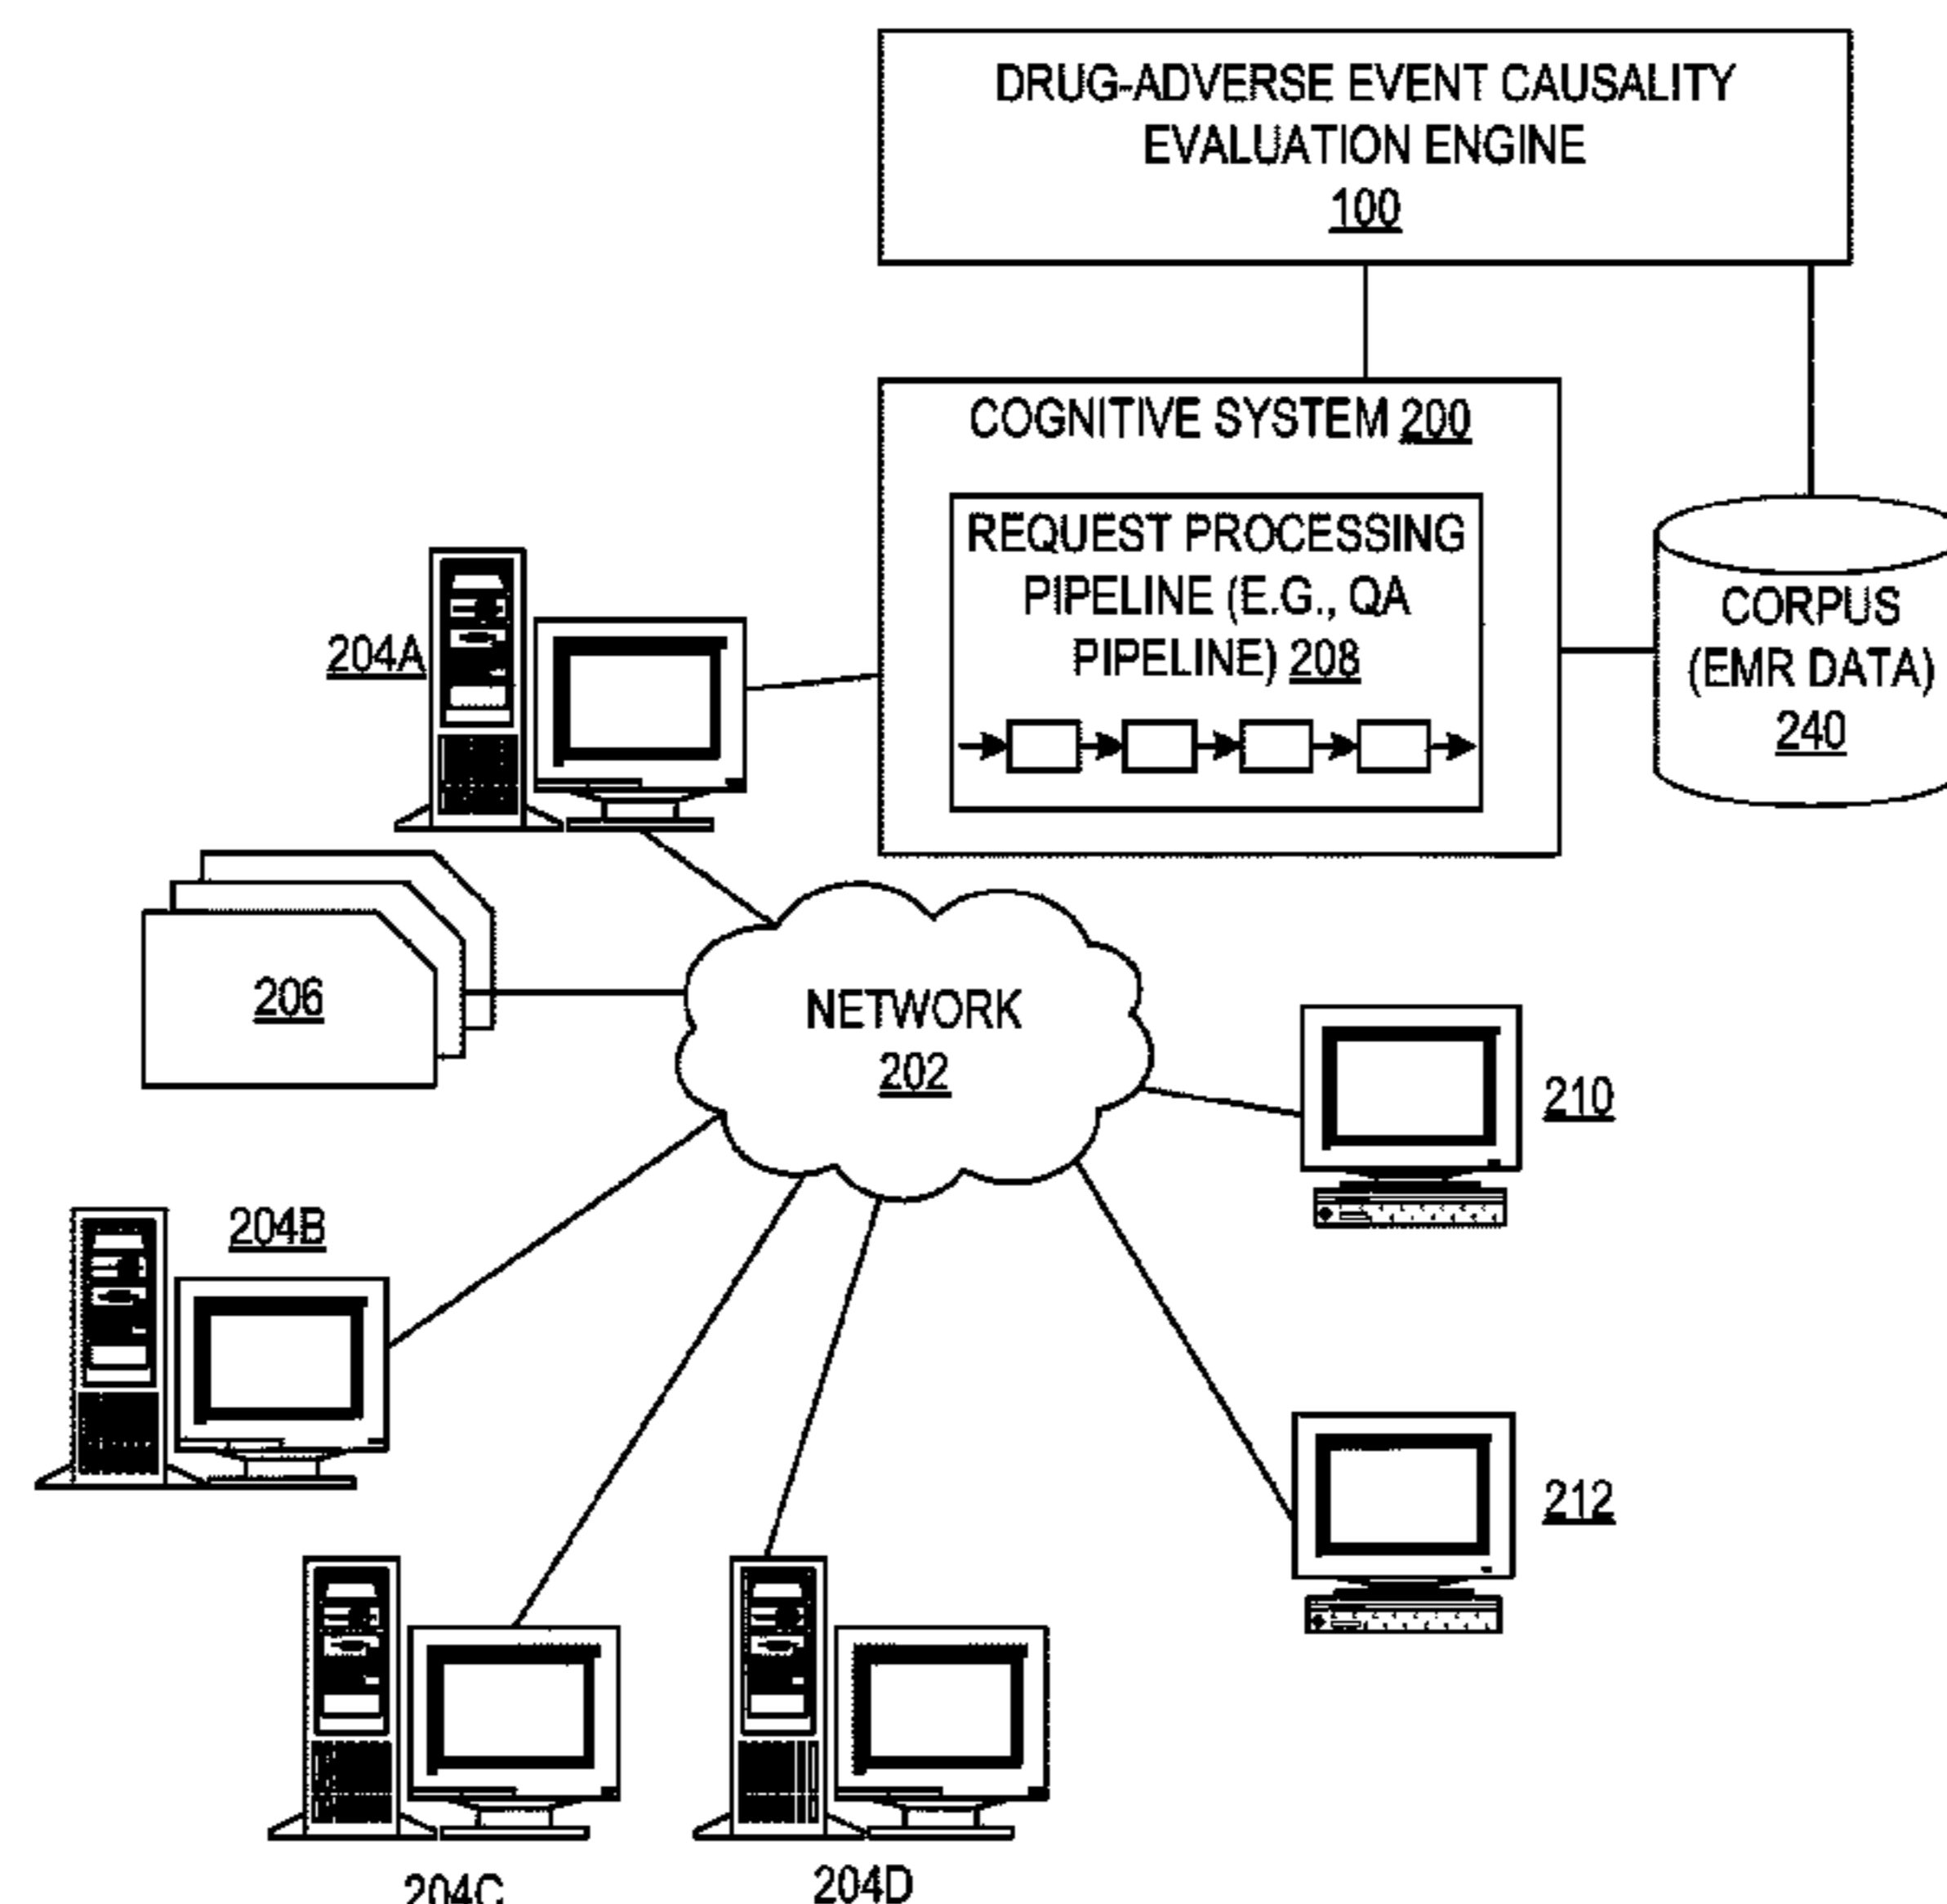 DRUG-ADVERSE EVENT CAUSALITY
EVALUATION ENGINE
100
COGNITIVE SYSTEM 200
REQUEST PROCESSING
PIPELINE (E.G., QA
PIPELINE) 208
CORPUS
(EMR DATA)
240
204A
206
NETWORK
202
210
204B
212
204C
204D